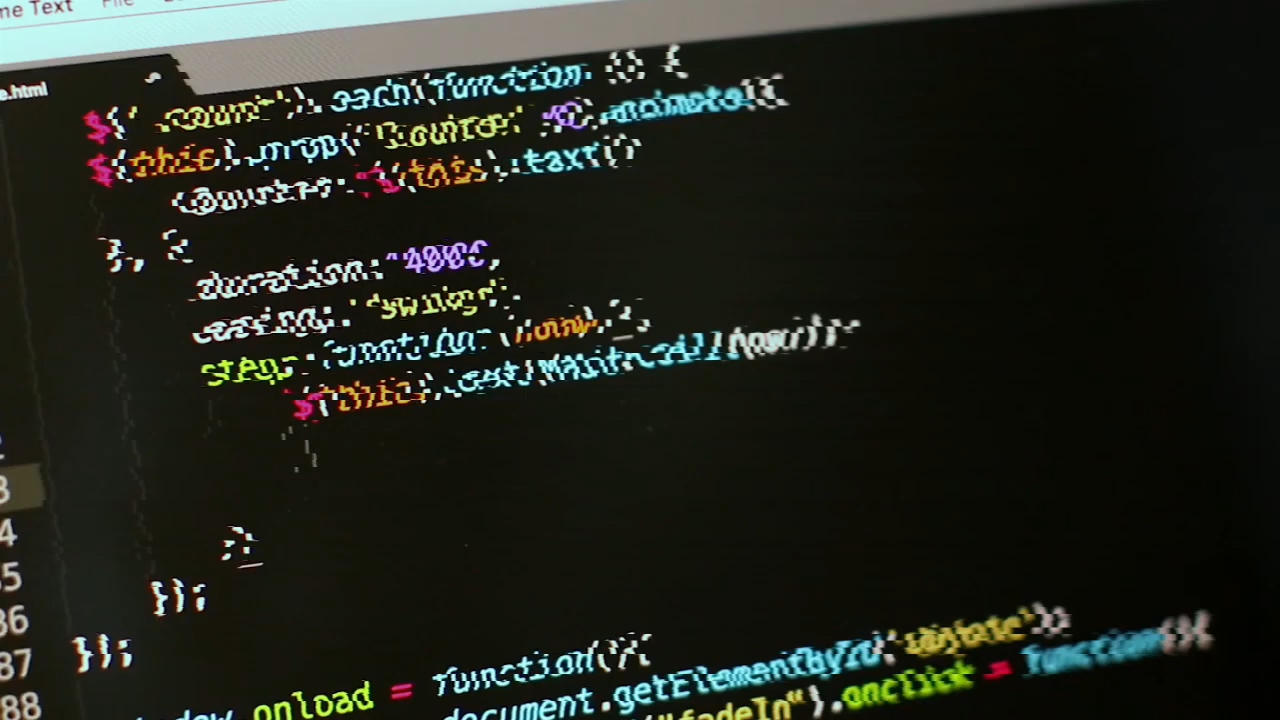 me Text File
e.html
$('.count').each(function () {
$(this).prop('Counter', 0).animate({
Counter: $(this).text()
}, {
duration: 4000,
easing: 'swing',
step: function (now) {
$(this).text(Math.ceil(now));
}
3
4
85
});
86
});
87
88
onload = function(){
document.getElementById(
"fadeIn").onclick = function(){